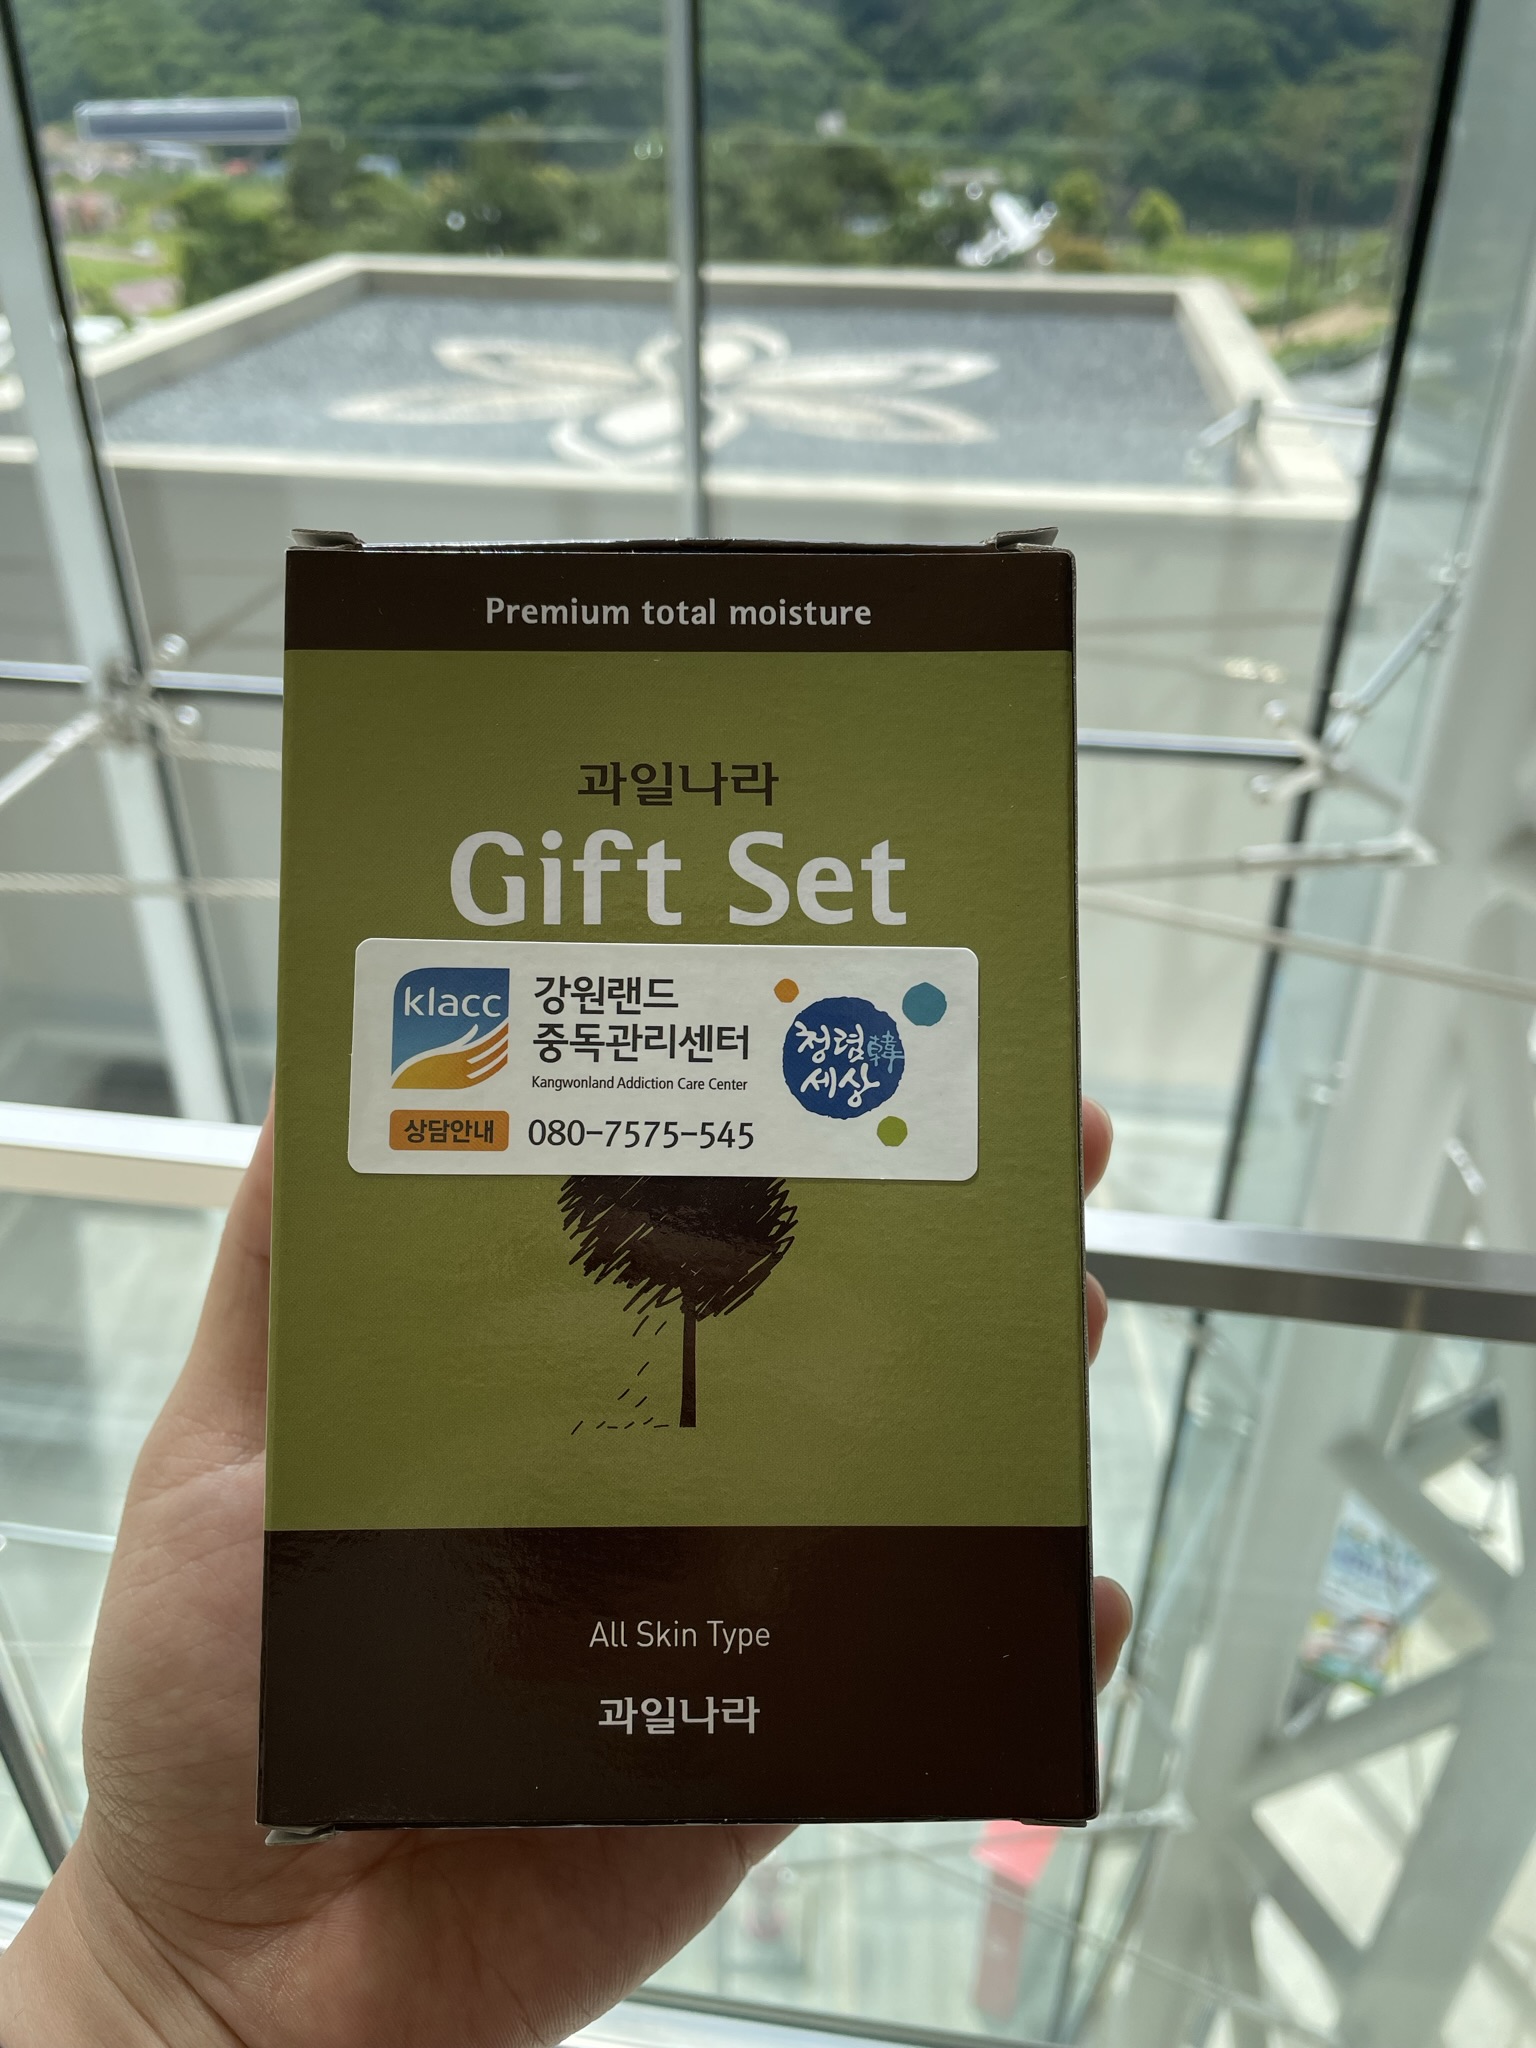 Premium total moisture
과일나라
Gift Set
klacc
강원랜드
중독관리센터
Kangwonland Addiction Care Center
상담안내 080-7575-545
청렴韓
세상
All Skin Type
과일나라